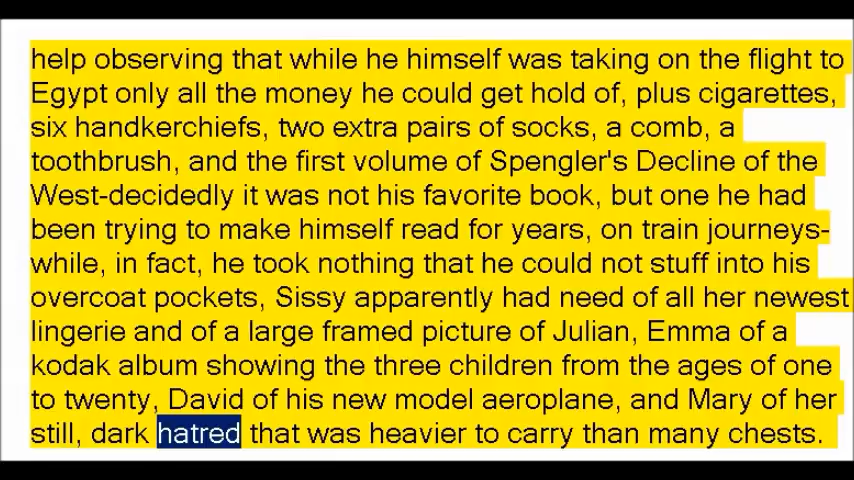 help observing that while he himself was taking on the flight to
Egypt only all the money he could get hold of, plus cigarettes,
six handkerchiefs, two extra pairs of socks, a comb, a
toothbrush, and the first volume of Spengler's Decline of the
West-decidedly it was not his favorite book, but one he had
been trying to make himself read for years, on train journeys-
while, in fact, he took nothing that he could not stuff into his
overcoat pockets, Sissy apparently had need of all her newest
lingerie and of a large framed picture of Julian, Emma of a
kodak album showing the three children from the ages of one
to twenty, David of his new model aeroplane, and Mary of her
still, dark hatred that was heavier to carry than many chests.